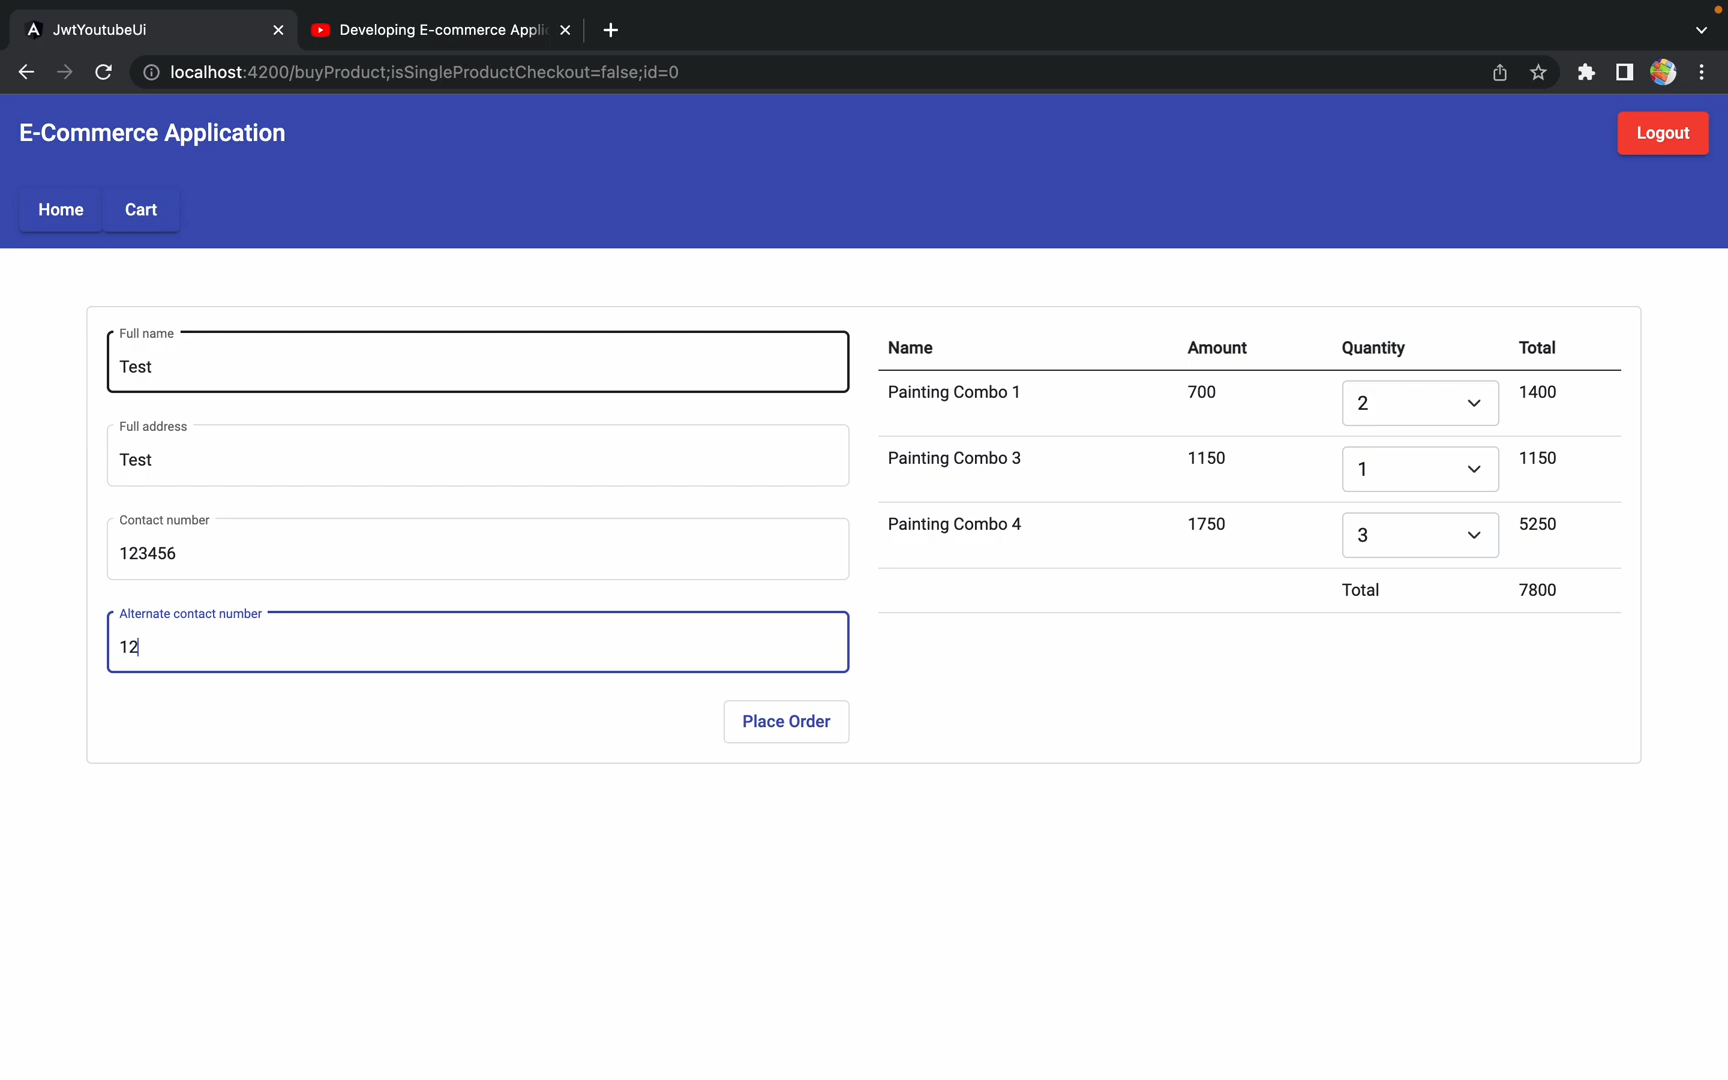 JwtYoutubeUi
Developing E-commerce Appli
localhost:4200/buyProduct;isSingleProductCheckout=false;id=0
E-Commerce Application
Logout
Home Cart
Full name
Test
Full address
Test
Contact number
123456
Alternate contact number
12
Place Order
Name Amount Quantity Total
Painting Combo 1 700 2 1400
Painting Combo 3 1150 1 1150
Painting Combo 4 1750 3 5250
Total 7800